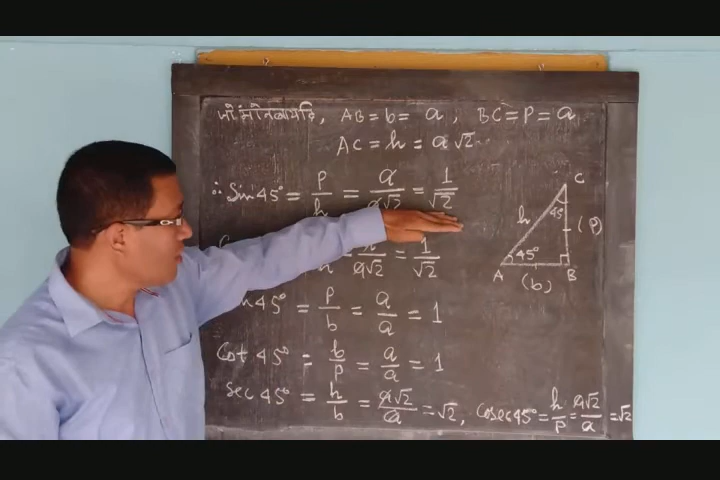 AB = b = a, BC = P = a
AC = h = a√2
∴ Sin 45° = P/h = a/a√2 = 1/√2
= a/a√2 = 1/√2
45° = P/b = a/a = 1
Cot 45° = b/P = a/a = 1
Sec 45° = h/b = a√2/a = √2, Cosec 45° = h/P = a√2/a = √2
C
45
h
(P)
45°
A
B
(b)